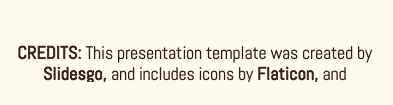 CREDITS: This presentation template was created by
Slidesgo, and includes icons by Flaticon, and